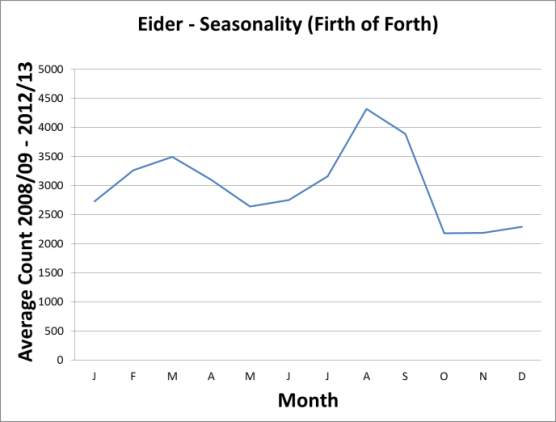 Eider - Seasonality (Firth of Forth)
Average Count 2008/09 - 2012/13
5000
4500
4000
3500
3000
2500
2000
1500
1000
500
0
J F M A M J J A S O N D
Month